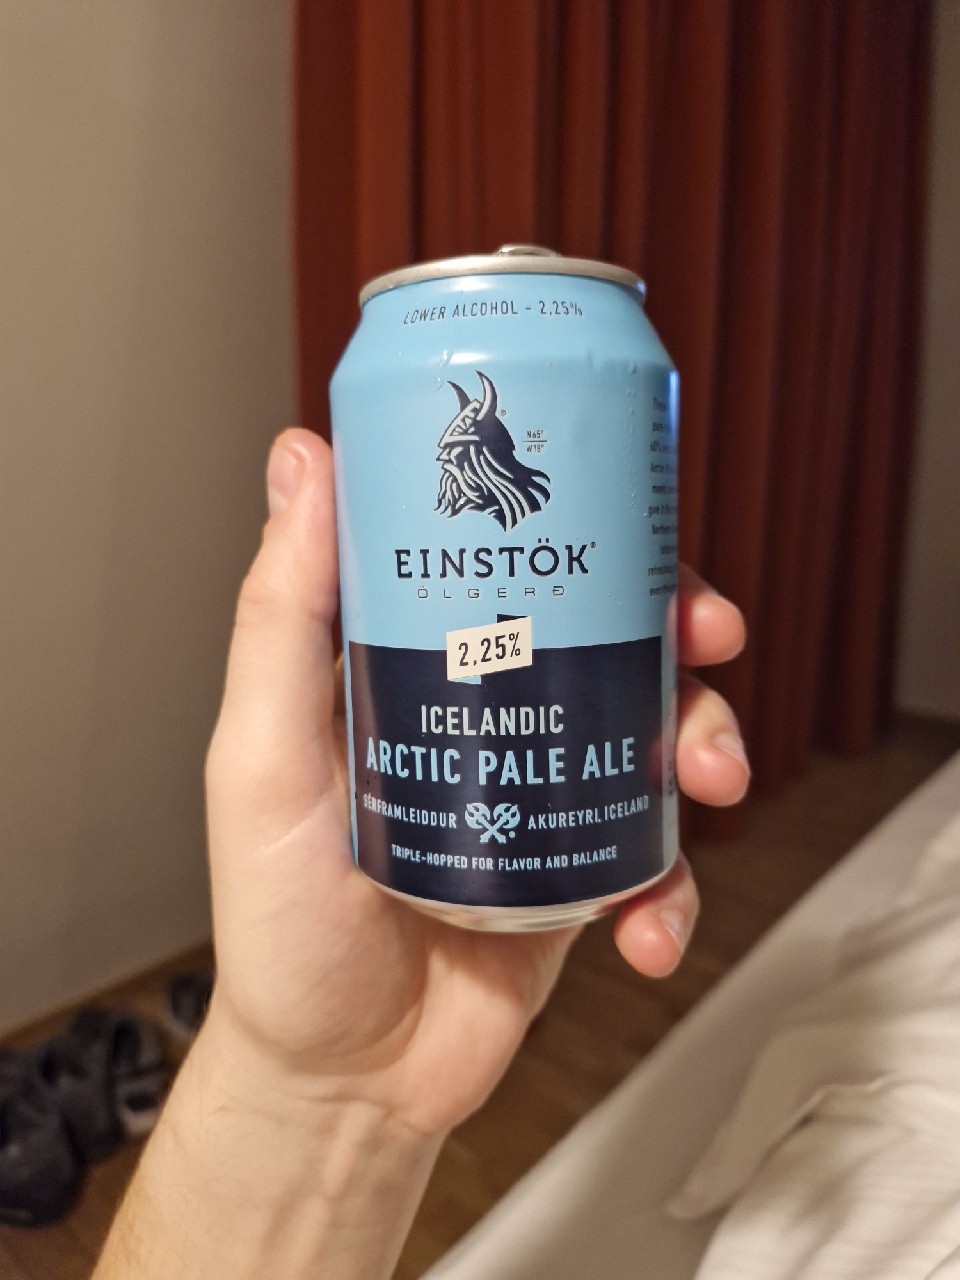 LOWER ALCOHOL - 2,25%
N65°
W18°
EINSTÖK®
ÖLGERÐ
2,25%
ICELANDIC
ARCTIC PALE ALE
SÉRFRAMLEIDDUR AKUREYRI, ICELAND
TRIPLE-HOPPED FOR FLAVOR AND BALANCE